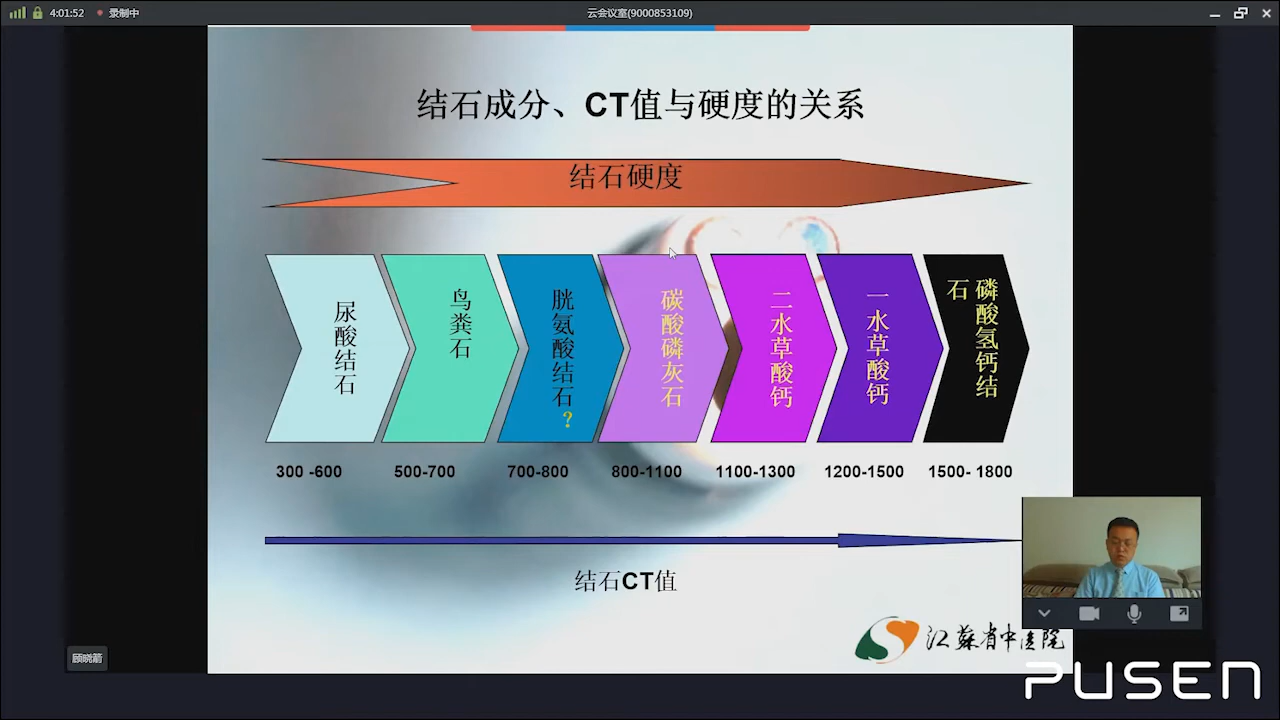 4:01:52
录制中
云会议室(9000853109)
结石成分、CT值与硬度的关系
结石硬度
尿酸结石
鸟粪石
胱氨酸结石?
碳酸磷灰石
二水草酸钙
一水草酸钙
磷酸氢钙结
石
300 -600
500-700
700-800
800-1100
1100-1300
1200-1500
1500- 1800
结石CT值
江苏省中医院
顾晓箭
PUSEN